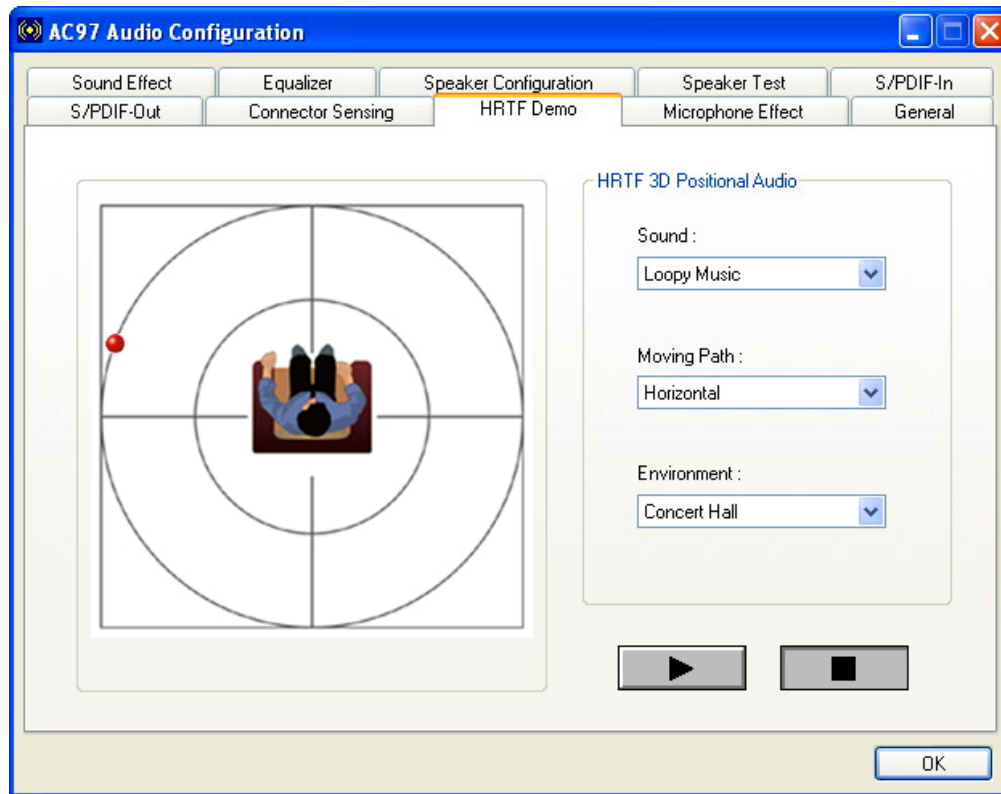 AC97 Audio Configuration
Sound Effect
Equalizer
Speaker Configuration
Speaker Test
S/PDIF-In
S/PDIF-Out
Connector Sensing
HRTF Demo
Microphone Effect
General
HRTF 3D Positional Audio
Sound :
Loopy Music
Moving Path :
Horizontal
Environment :
Concert Hall
OK